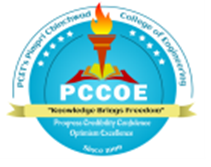 PCET's Pimpri Chinchwad College of Engineering
PCCOE
"Knowledge Brings Freedom"
Progress Credibility Confidence
Optimism Excellence
Since 1999